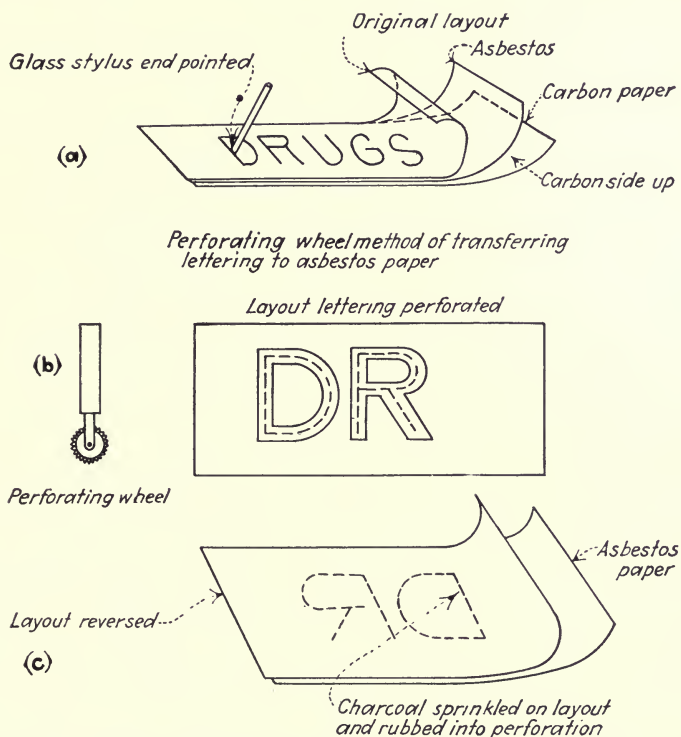 Original layout
Asbestos
Glass stylus end pointed
Carbon paper
(a)
DRUGS
Carbon side up
Perforating wheel method of transferring
lettering to asbestos paper
Layout lettering perforated
(b)
DR
Perforating wheel
Asbestos
paper
DR
Layout reversed
(c)
Charcoal sprinkled on layout
and rubbed into perforation